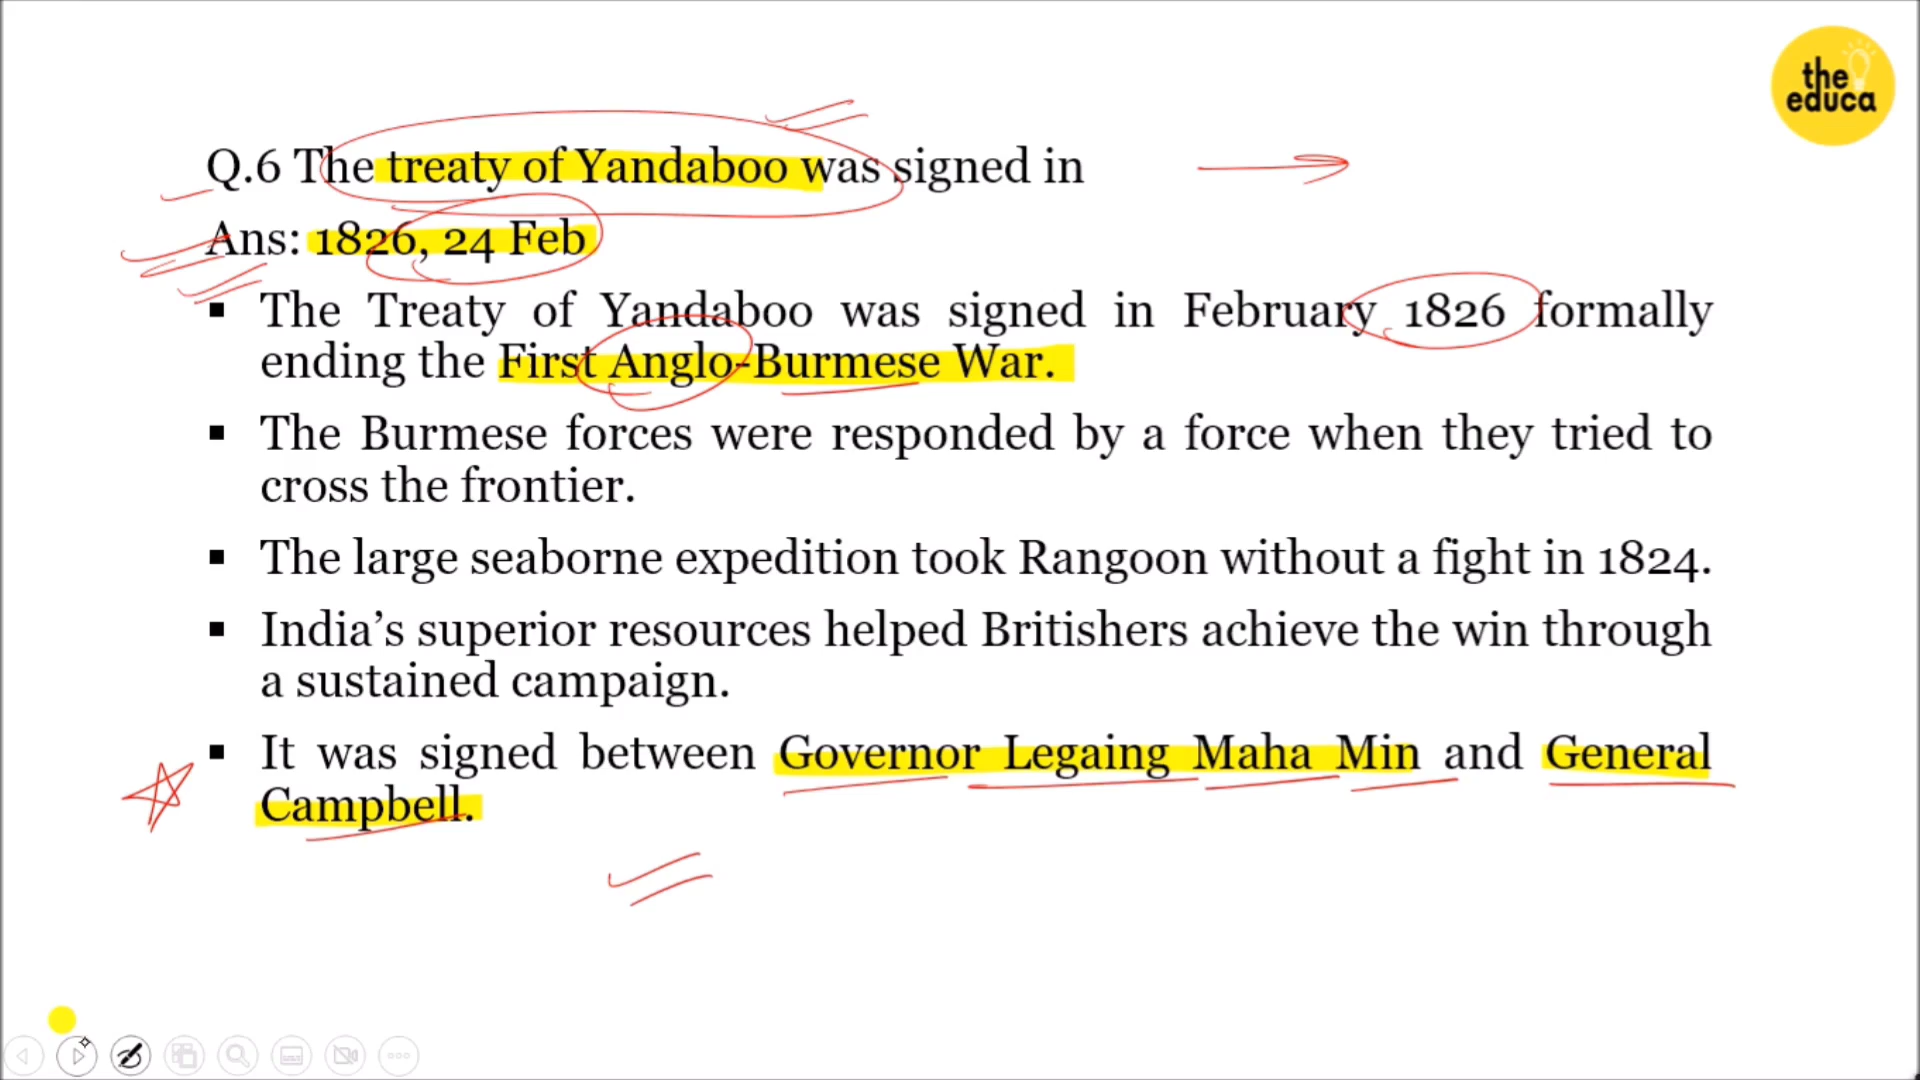 the
educa
Q.6 The treaty of Yandaboo was signed in
Ans: 1826, 24 Feb
▪ The Treaty of Yandaboo was signed in February 1826 formally
ending the First Anglo-Burmese War.
▪ The Burmese forces were responded by a force when they tried to
cross the frontier.
▪ The large seaborne expedition took Rangoon without a fight in 1824.
▪ India’s superior resources helped Britishers achieve the win through
a sustained campaign.
▪ It was signed between Governor Legaing Maha Min and General
Campbell.